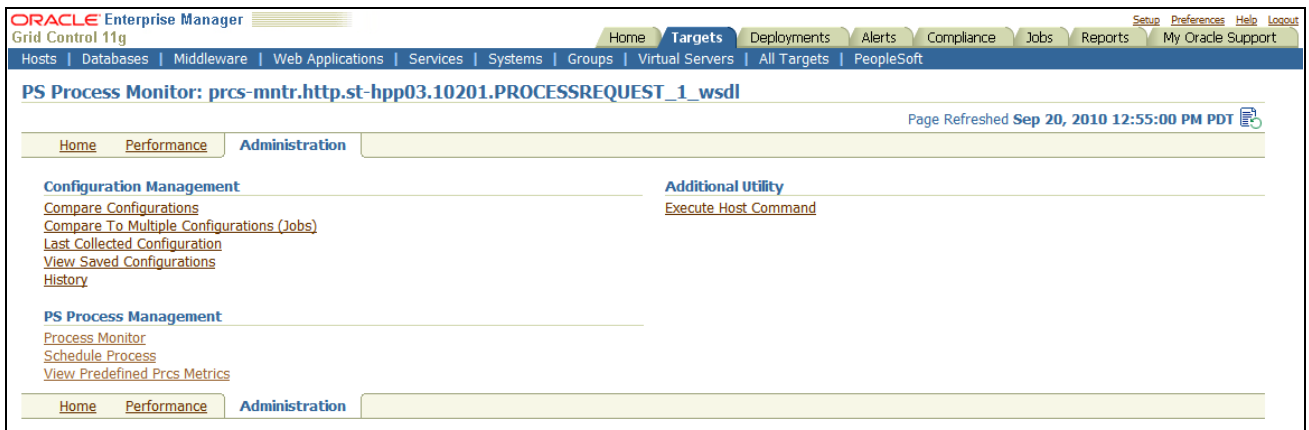 ORACLE Enterprise Manager
Setup Preferences Help Logout
Grid Control 11g
Home Targets Deployments Alerts Compliance Jobs Reports My Oracle Support
Hosts | Databases | Middleware | Web Applications | Services | Systems | Groups | Virtual Servers | All Targets | PeopleSoft
PS Process Monitor: prcs-mntr.http.st-hpp03.10201.PROCESSREQUEST_1_wsdl
Page Refreshed Sep 20, 2010 12:55:00 PM PDT
Home Performance Administration
Configuration Management
Compare Configurations
Compare To Multiple Configurations (Jobs)
Last Collected Configuration
View Saved Configurations
History
Additional Utility
Execute Host Command
PS Process Management
Process Monitor
Schedule Process
View Predefined Prcs Metrics
Home Performance Administration